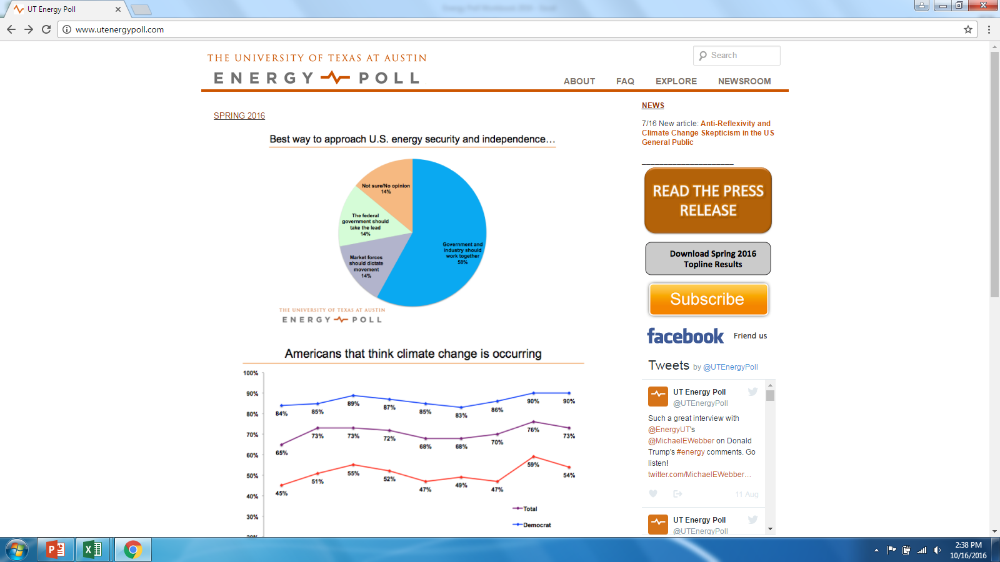 UT Energy Poll
www.utenergypoll.com
THE UNIVERSITY OF TEXAS AT AUSTIN
ENERGY POLL
Search
ABOUT FAQ EXPLORE NEWSROOM
SPRING 2016
Best way to approach U.S. energy security and independence...
Not sure/No opinion
14%
The federal
government should
take the lead
14%
Market forces
should dictate
movement
14%
Government and
industry should
work together
58%
THE UNIVERSITY OF TEXAS AT AUSTIN
ENERGY POLL
Americans that think climate change is occurring
100%
90%
80%
70%
60%
50%
40%
30%
84% 85% 89% 87% 85% 83% 86% 90% 90%
65% 73% 73% 72% 68% 68% 70% 76% 73%
45% 51% 55% 52% 47% 49% 47% 59% 54%
Total
Democrat
NEWS
7/16 New article: Anti-Reflexivity and
Climate Change Skepticism in the US
General Public
READ THE PRESS
RELEASE
Download Spring 2016
Topline Results
Subscribe
facebook Friend us
Tweets by @UTEnergyPoll
UT Energy Poll
@UTEnergyPoll
Such a great interview with
@EnergyUT's
@MichaelEWebber on Donald
Trump's #energy comments. Go
listen!
twitter.com/MichaelEWebber…
11 Aug
UT Energy Poll
@UTEnergyPoll
2:38 PM
10/16/2016